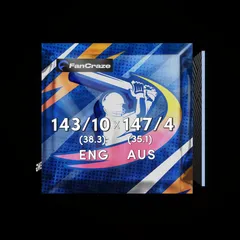 FanCraze
143/10 x 147/4
(38.3) (35.1)
ENG AUS